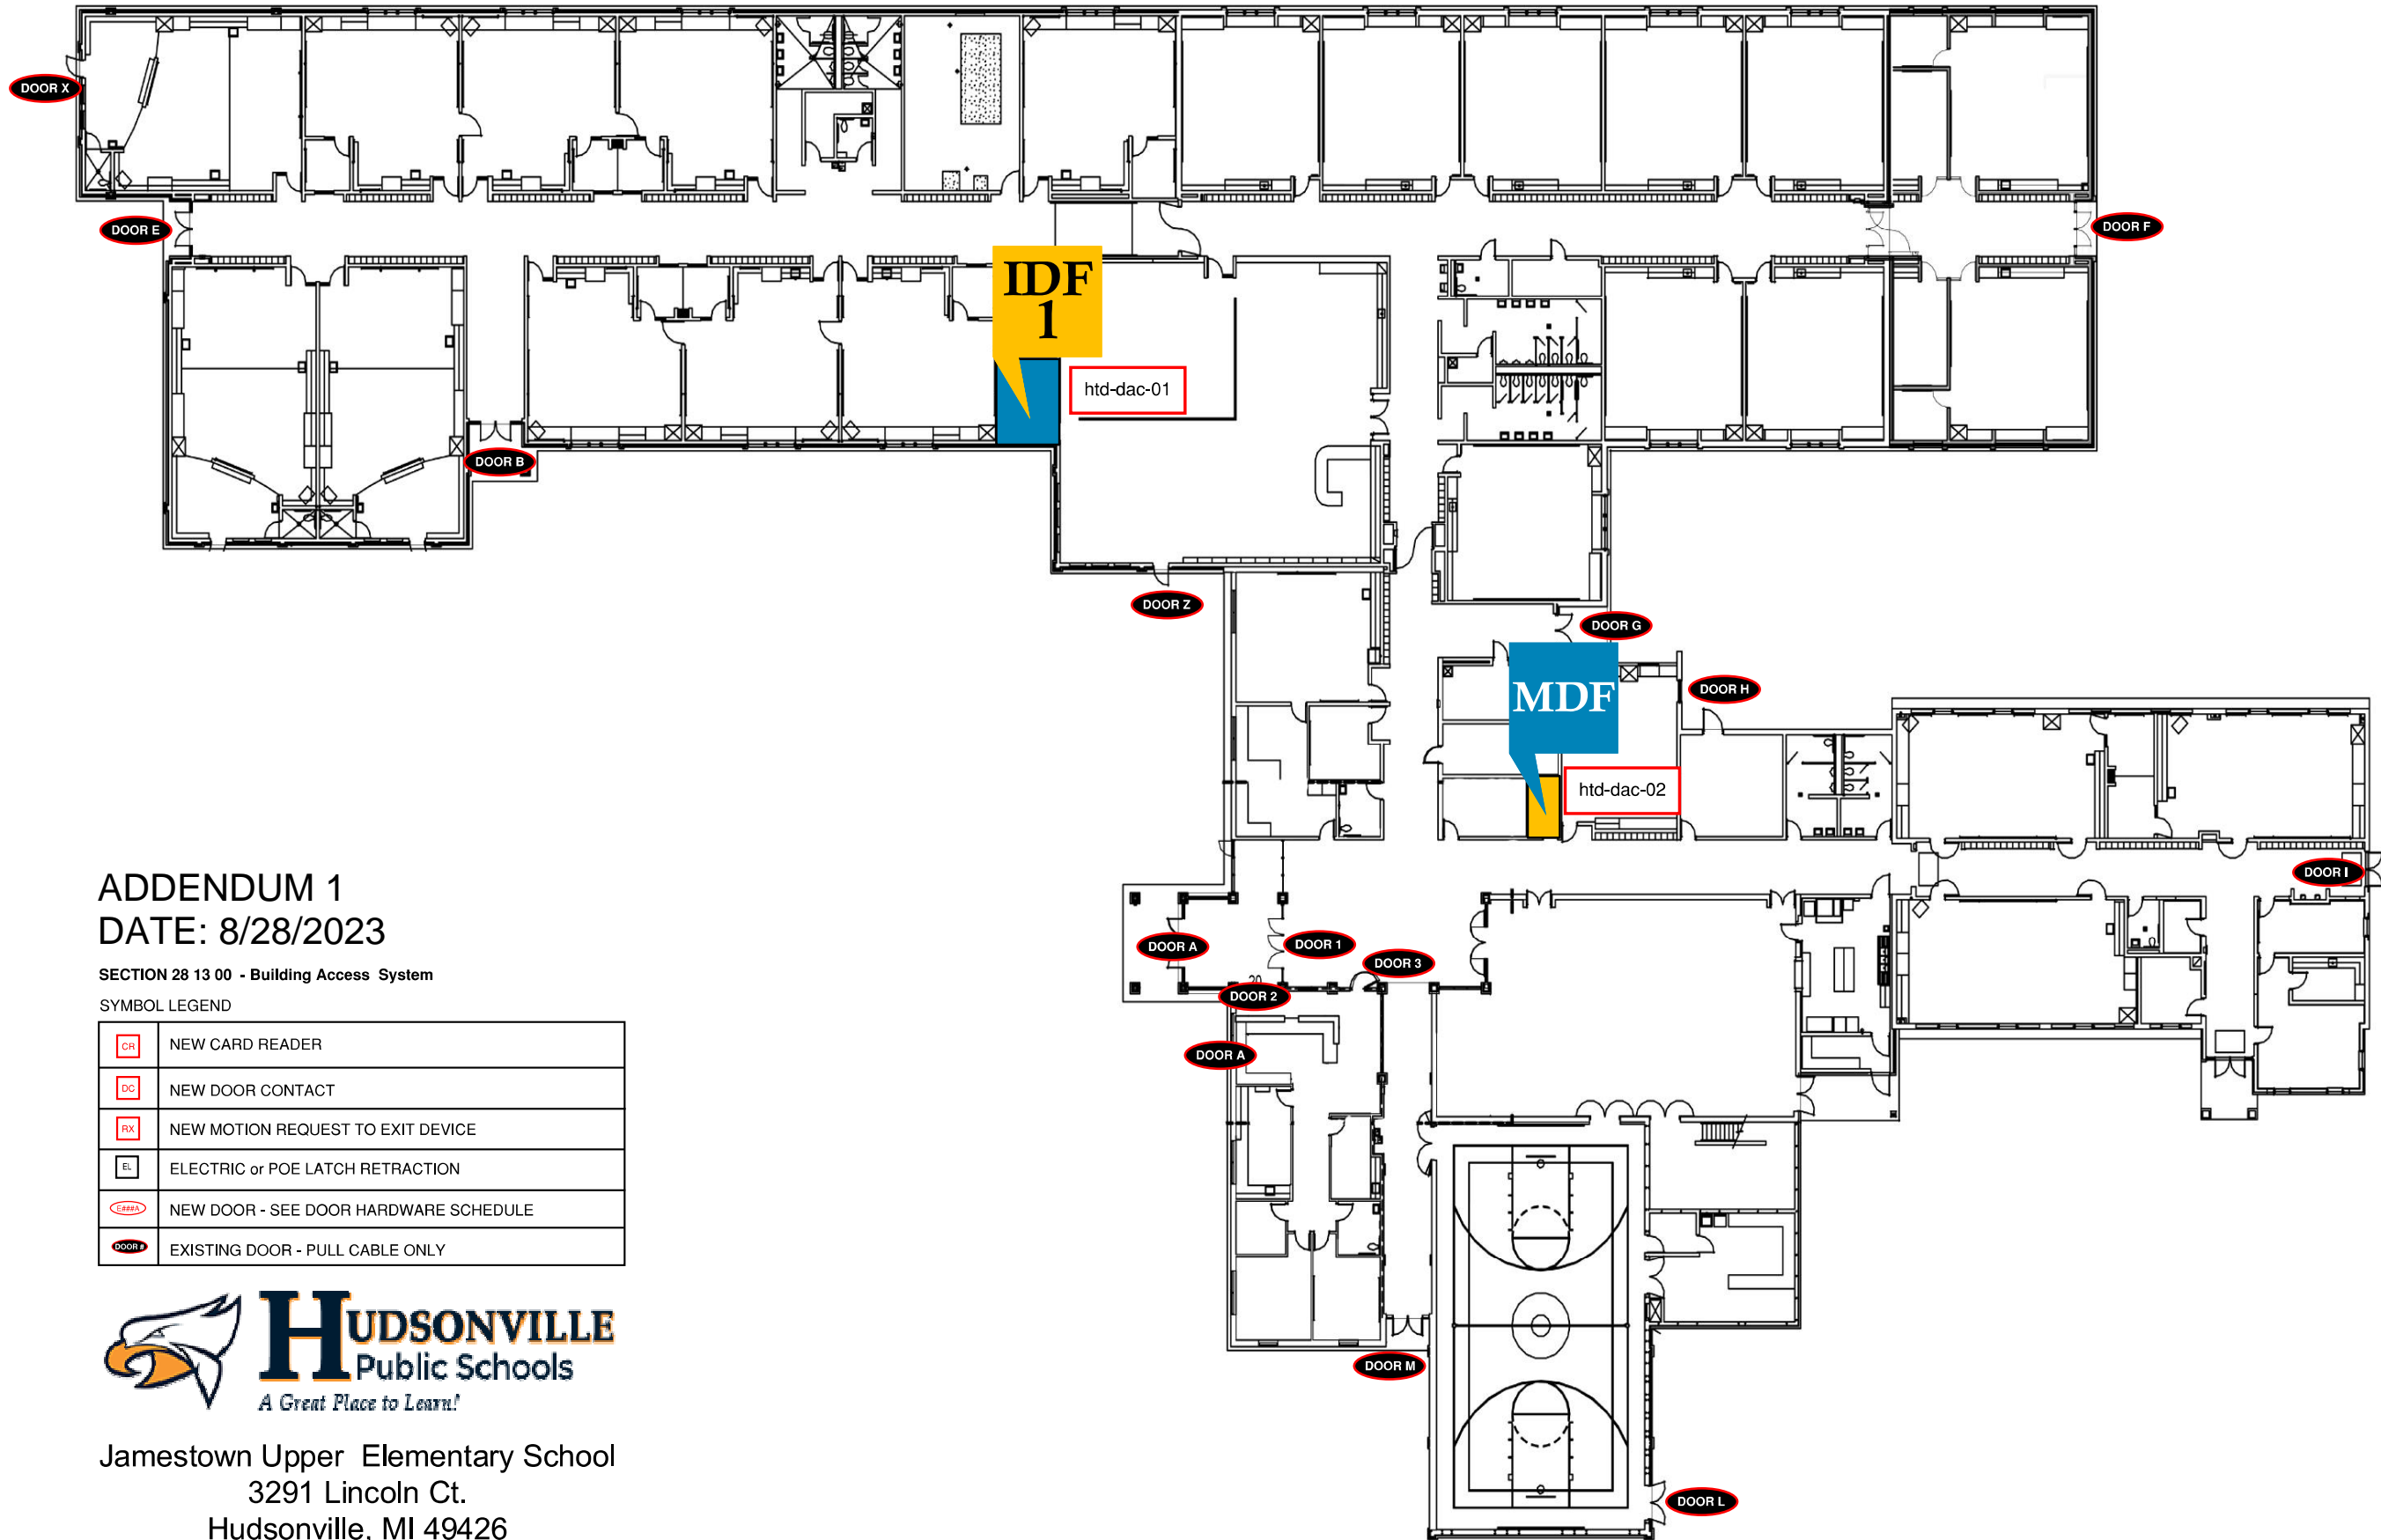 DOOR X
DOOR E
DOOR F
IDF
1
htd-dac-01
DOOR B
DOOR Z
DOOR G
DOOR H
MDF
htd-dac-02
DOOR I
ADDENDUM 1
DATE: 8/28/2023
SECTION 28 13 00 - Building Access System
SYMBOL LEGEND
CR NEW CARD READER
DC NEW DOOR CONTACT
RX NEW MOTION REQUEST TO EXIT DEVICE
EL ELECTRIC or POE LATCH RETRACTION
E###A NEW DOOR - SEE DOOR HARDWARE SCHEDULE
DOOR # EXISTING DOOR - PULL CABLE ONLY
DOOR A
DOOR 1
DOOR 3
20
DOOR 2
DOOR A
DOOR M
DOOR L
HUDSONVILLE
Public Schools
A Great Place to Learn!
Jamestown Upper Elementary School
3291 Lincoln Ct.
Hudsonville, MI 49426